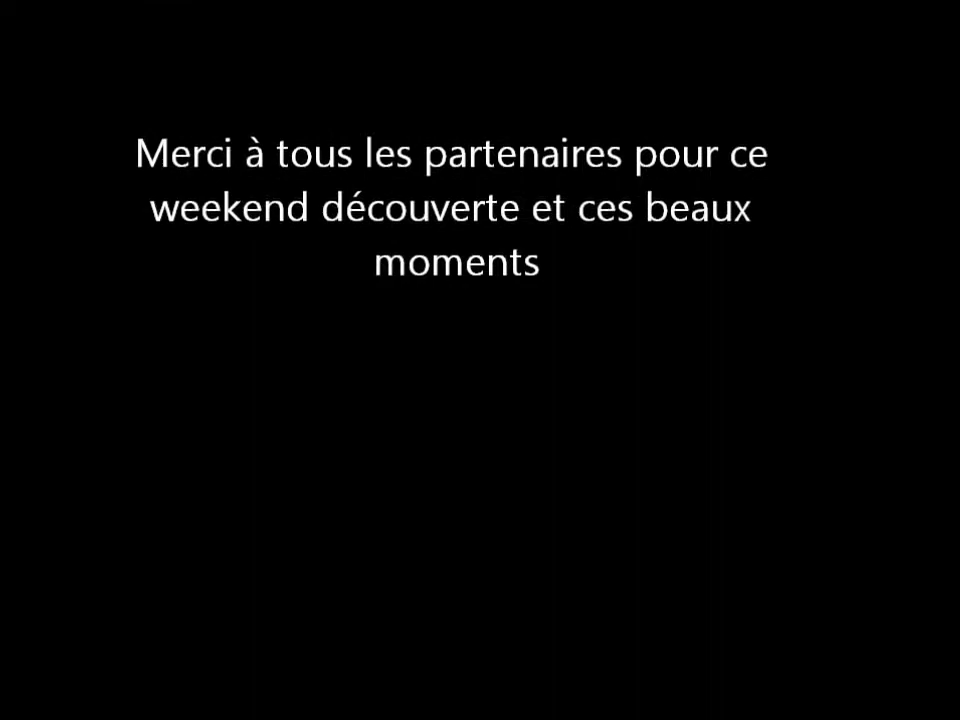 Merci à tous les partenaires pour ce
weekend découverte et ces beaux
moments